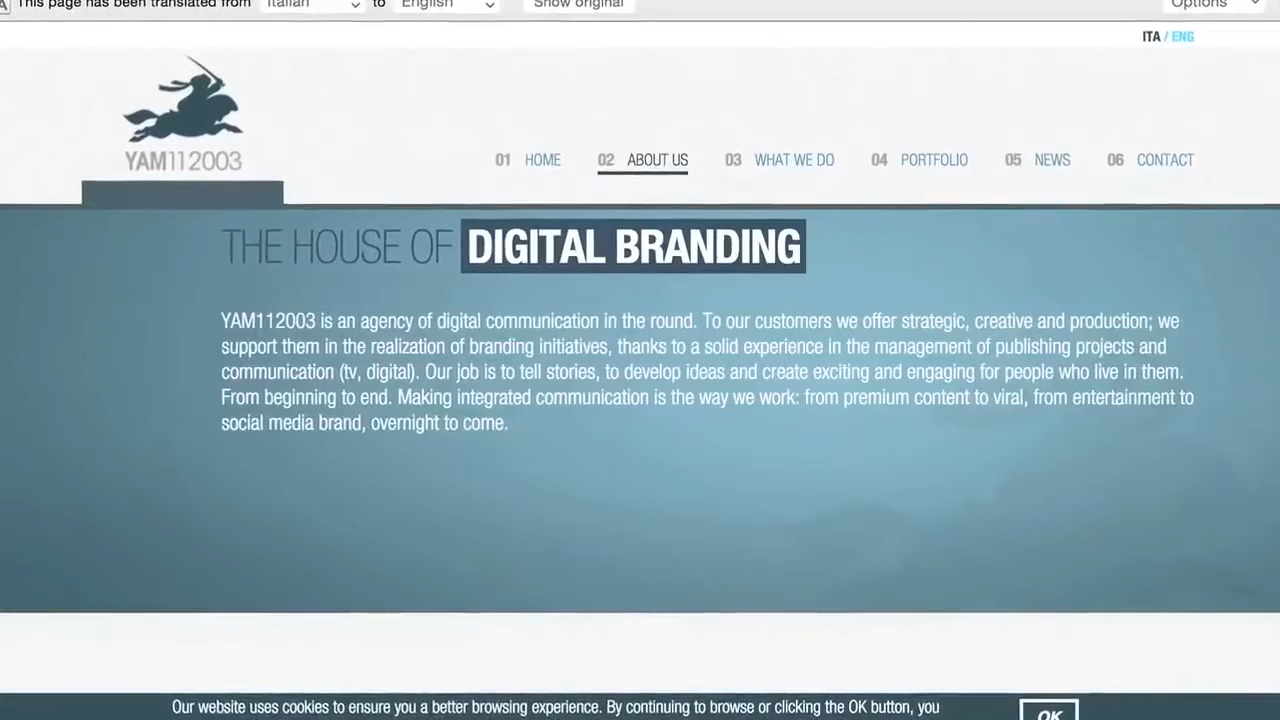 This page has been translated from Italian to English Show original Options
ITA / ENG
YAM112003
01 HOME 02 ABOUT US 03 WHAT WE DO 04 PORTFOLIO 05 NEWS 06 CONTACT
THE HOUSE OF DIGITAL BRANDING
YAM112003 is an agency of digital communication in the round. To our customers we offer strategic, creative and production; we
support them in the realization of branding initiatives, thanks to a solid experience in the management of publishing projects and
communication (tv, digital). Our job is to tell stories, to develop ideas and create exciting and engaging for people who live in them.
From beginning to end. Making integrated communication is the way we work: from premium content to viral, from entertainment to
social media brand, overnight to come.
Our website uses cookies to ensure you a better browsing experience. By continuing to browse or clicking the OK button, you
OK